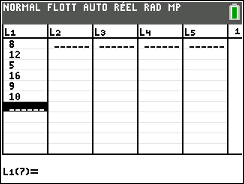 NORMAL FLOTT AUTO RÉEL RAD MP
L1 L2 L3 L4 L5 1
8 ------ ------ ------ ------
12
5
16
9
10
------
L1(7)=